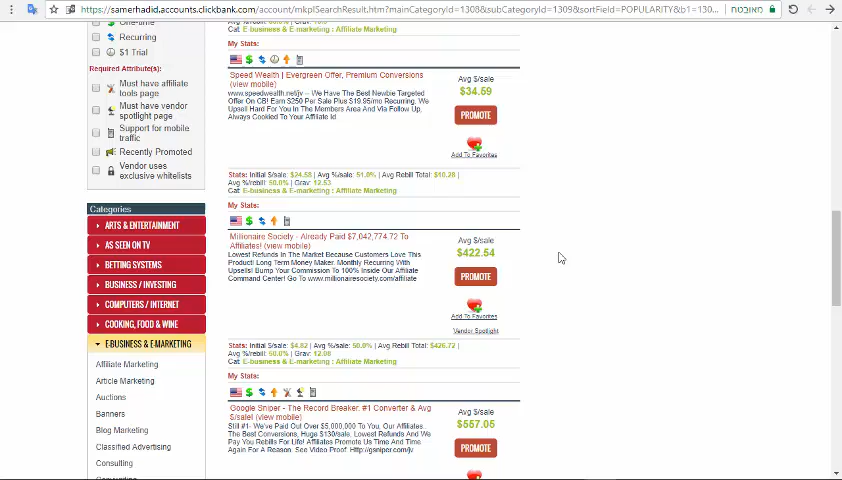 https://samerhadid.accounts.clickbank.com/account/mkplSearchResult.htm?mainCategoryId=1308&subCategoryId=1309&sortField=POPULARITY&b1=130...
מאובטח
One-time
Recurring
$1 Trial
Required Attribute(s):
Must have affiliate
tools page
Must have vendor
spotlight page
Support for mobile
traffic
Recently Promoted
Vendor uses
exclusive whitelists
Categories
ARTS & ENTERTAINMENT
AS SEEN ON TV
BETTING SYSTEMS
BUSINESS / INVESTING
COMPUTERS / INTERNET
COOKING, FOOD & WINE
E-BUSINESS & E-MARKETING
Affiliate Marketing
Article Marketing
Auctions
Banners
Blog Marketing
Classified Advertising
Consulting
Cat: E-business & E-marketing : Affiliate Marketing
My Stats:
Speed Wealth | Evergreen Offer, Premium Conversions
(view mobile)
www.speedwealth.net/jv -- We Have The Best Newbie Targeted
Offer On CB! Earn $250 Per Sale Plus $19.95/mo Recurring. We
Upsell Hard For You In The Members Area And Via Follow Up.
Always Cookied To Your Affiliate Id.
Avg $/sale
$34.59
PROMOTE
Add To Favorites
Stats: Initial $/sale: $24.58 | Avg %/sale: 51.0% | Avg Rebill Total: $10.28 |
Avg %/rebill: 50.0% | Grav: 12.53
Cat: E-business & E-marketing : Affiliate Marketing
My Stats:
Millionaire Society - Already Paid $7,042,774.72 To
Affiliates! (view mobile)
Lowest Refunds In The Market Because Customers Love This
Product! Long Term Money Maker. Monthly Recurring With
Upsells! Bump Your Commission To 100% Inside Our Affiliate
Command Center! Go To www.millionairesociety.com/affiliate
Avg $/sale
$422.54
PROMOTE
Add To Favorites
Vendor Spotlight
Stats: Initial $/sale: $4.82 | Avg %/sale: 50.0% | Avg Rebill Total: $426.72 |
Avg %/rebill: 50.0% | Grav: 12.08
Cat: E-business & E-marketing : Affiliate Marketing
My Stats:
Google Sniper - The Record Breaker: #1 Converter & Avg
$/sale! (view mobile)
Still #1- We've Paid Out Over $5,000,000 To You, Our Affiliates..
The Best Conversions, Huge $130/sale, Lowest Refunds And We
Pay You Rebills For Life! Affiliates Promote Us Time And Time
Again For A Reason. See Video Proof: Http://gsniper.com/jv
Avg $/sale
$557.05
PROMOTE